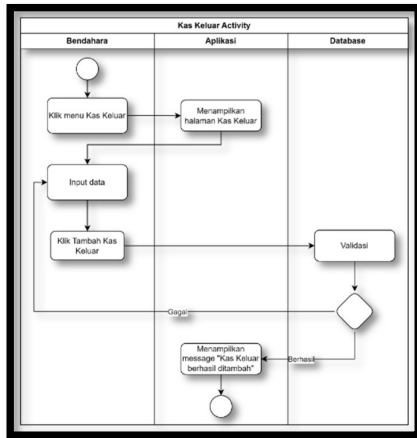 Kas Keluar Activity
Bendahara
Aplikasi
Database
Klik menu Kas Keluar
Menampilkan
halaman Kas Keluar
Input data
Klik Tambah Kas
Keluar
Validasi
Gagal
Menampilkan
message "Kas Keluar
berhasil ditambah"
Berhasil